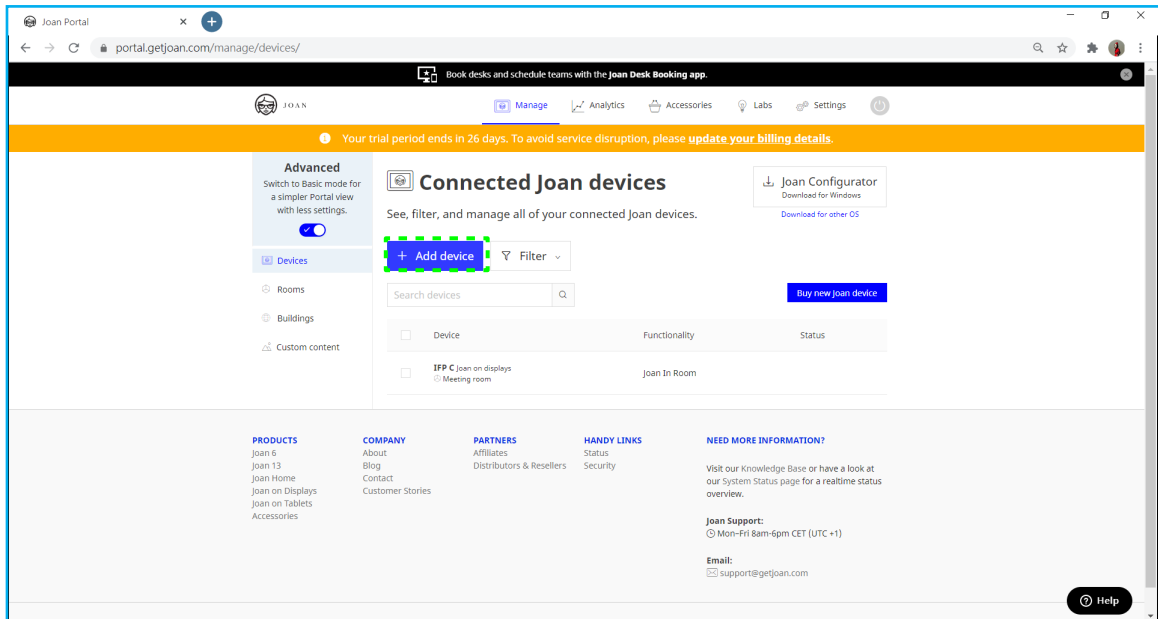 Joan Portal
portal.getjoan.com/manage/devices/
Book desks and schedule teams with the Joan Desk Booking app.
JOAN
Manage
Analytics
Accessories
Labs
Settings
Your trial period ends in 26 days. To avoid service disruption, please update your billing details.
Advanced
Switch to Basic mode for
a simpler Portal view
with less settings.
Devices
Rooms
Buildings
Custom content
Connected Joan devices
See, filter, and manage all of your connected Joan devices.
Joan Configurator
Download for Windows
Download for other OS
+ Add device
Filter
Search devices
Buy new Joan device
Device Functionality Status
IFP C Joan on displays
Meeting room
Joan In Room
PRODUCTS
Joan 6
Joan 13
Joan Home
Joan on Displays
Joan on Tablets
Accessories
COMPANY
About
Blog
Contact
Customer Stories
PARTNERS
Affiliates
Distributors & Resellers
HANDY LINKS
Status
Security
NEED MORE INFORMATION?
Visit our Knowledge Base or have a look at
our System Status page for a realtime status
overview.
Joan Support:
Mon–Fri 8am-6pm CET (UTC +1)
Email:
support@getjoan.com
Help